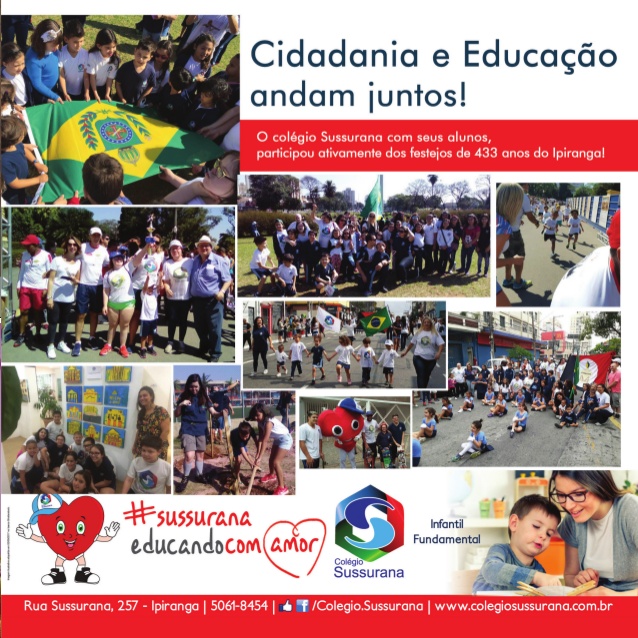 Cidadania e Educação
andam juntos!
O colégio Sussurana com seus alunos,
participou ativamente dos festejos de 433 anos do Ipiranga!
#sussurana
educandocomamor
Colégio
Sussurana
Infantil
Fundamental
Rua Sussurana, 257 - Ipiranga | 5061-8454 | /Colegio.Sussurana | www.colegiosussurana.com.br